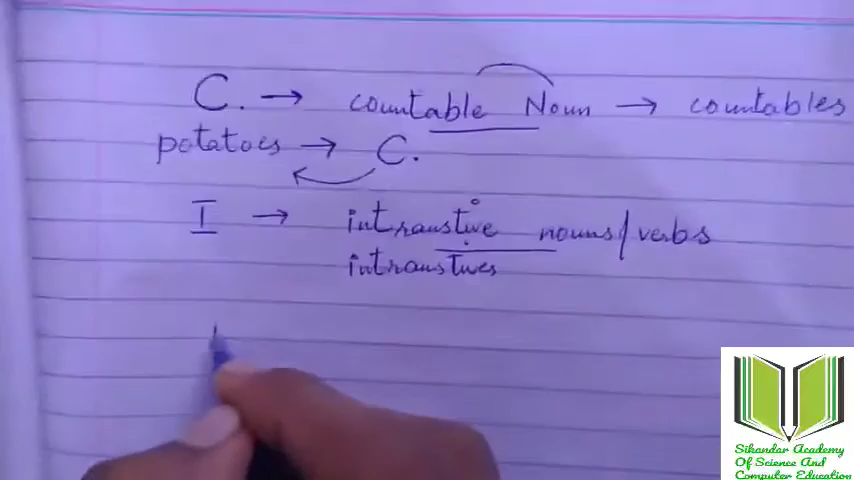 C. → countable Noun → countables
potatoes → C.
I → intranstive nouns/verbs
intranstives
Sikandar Academy
Of Science And
Computer Education